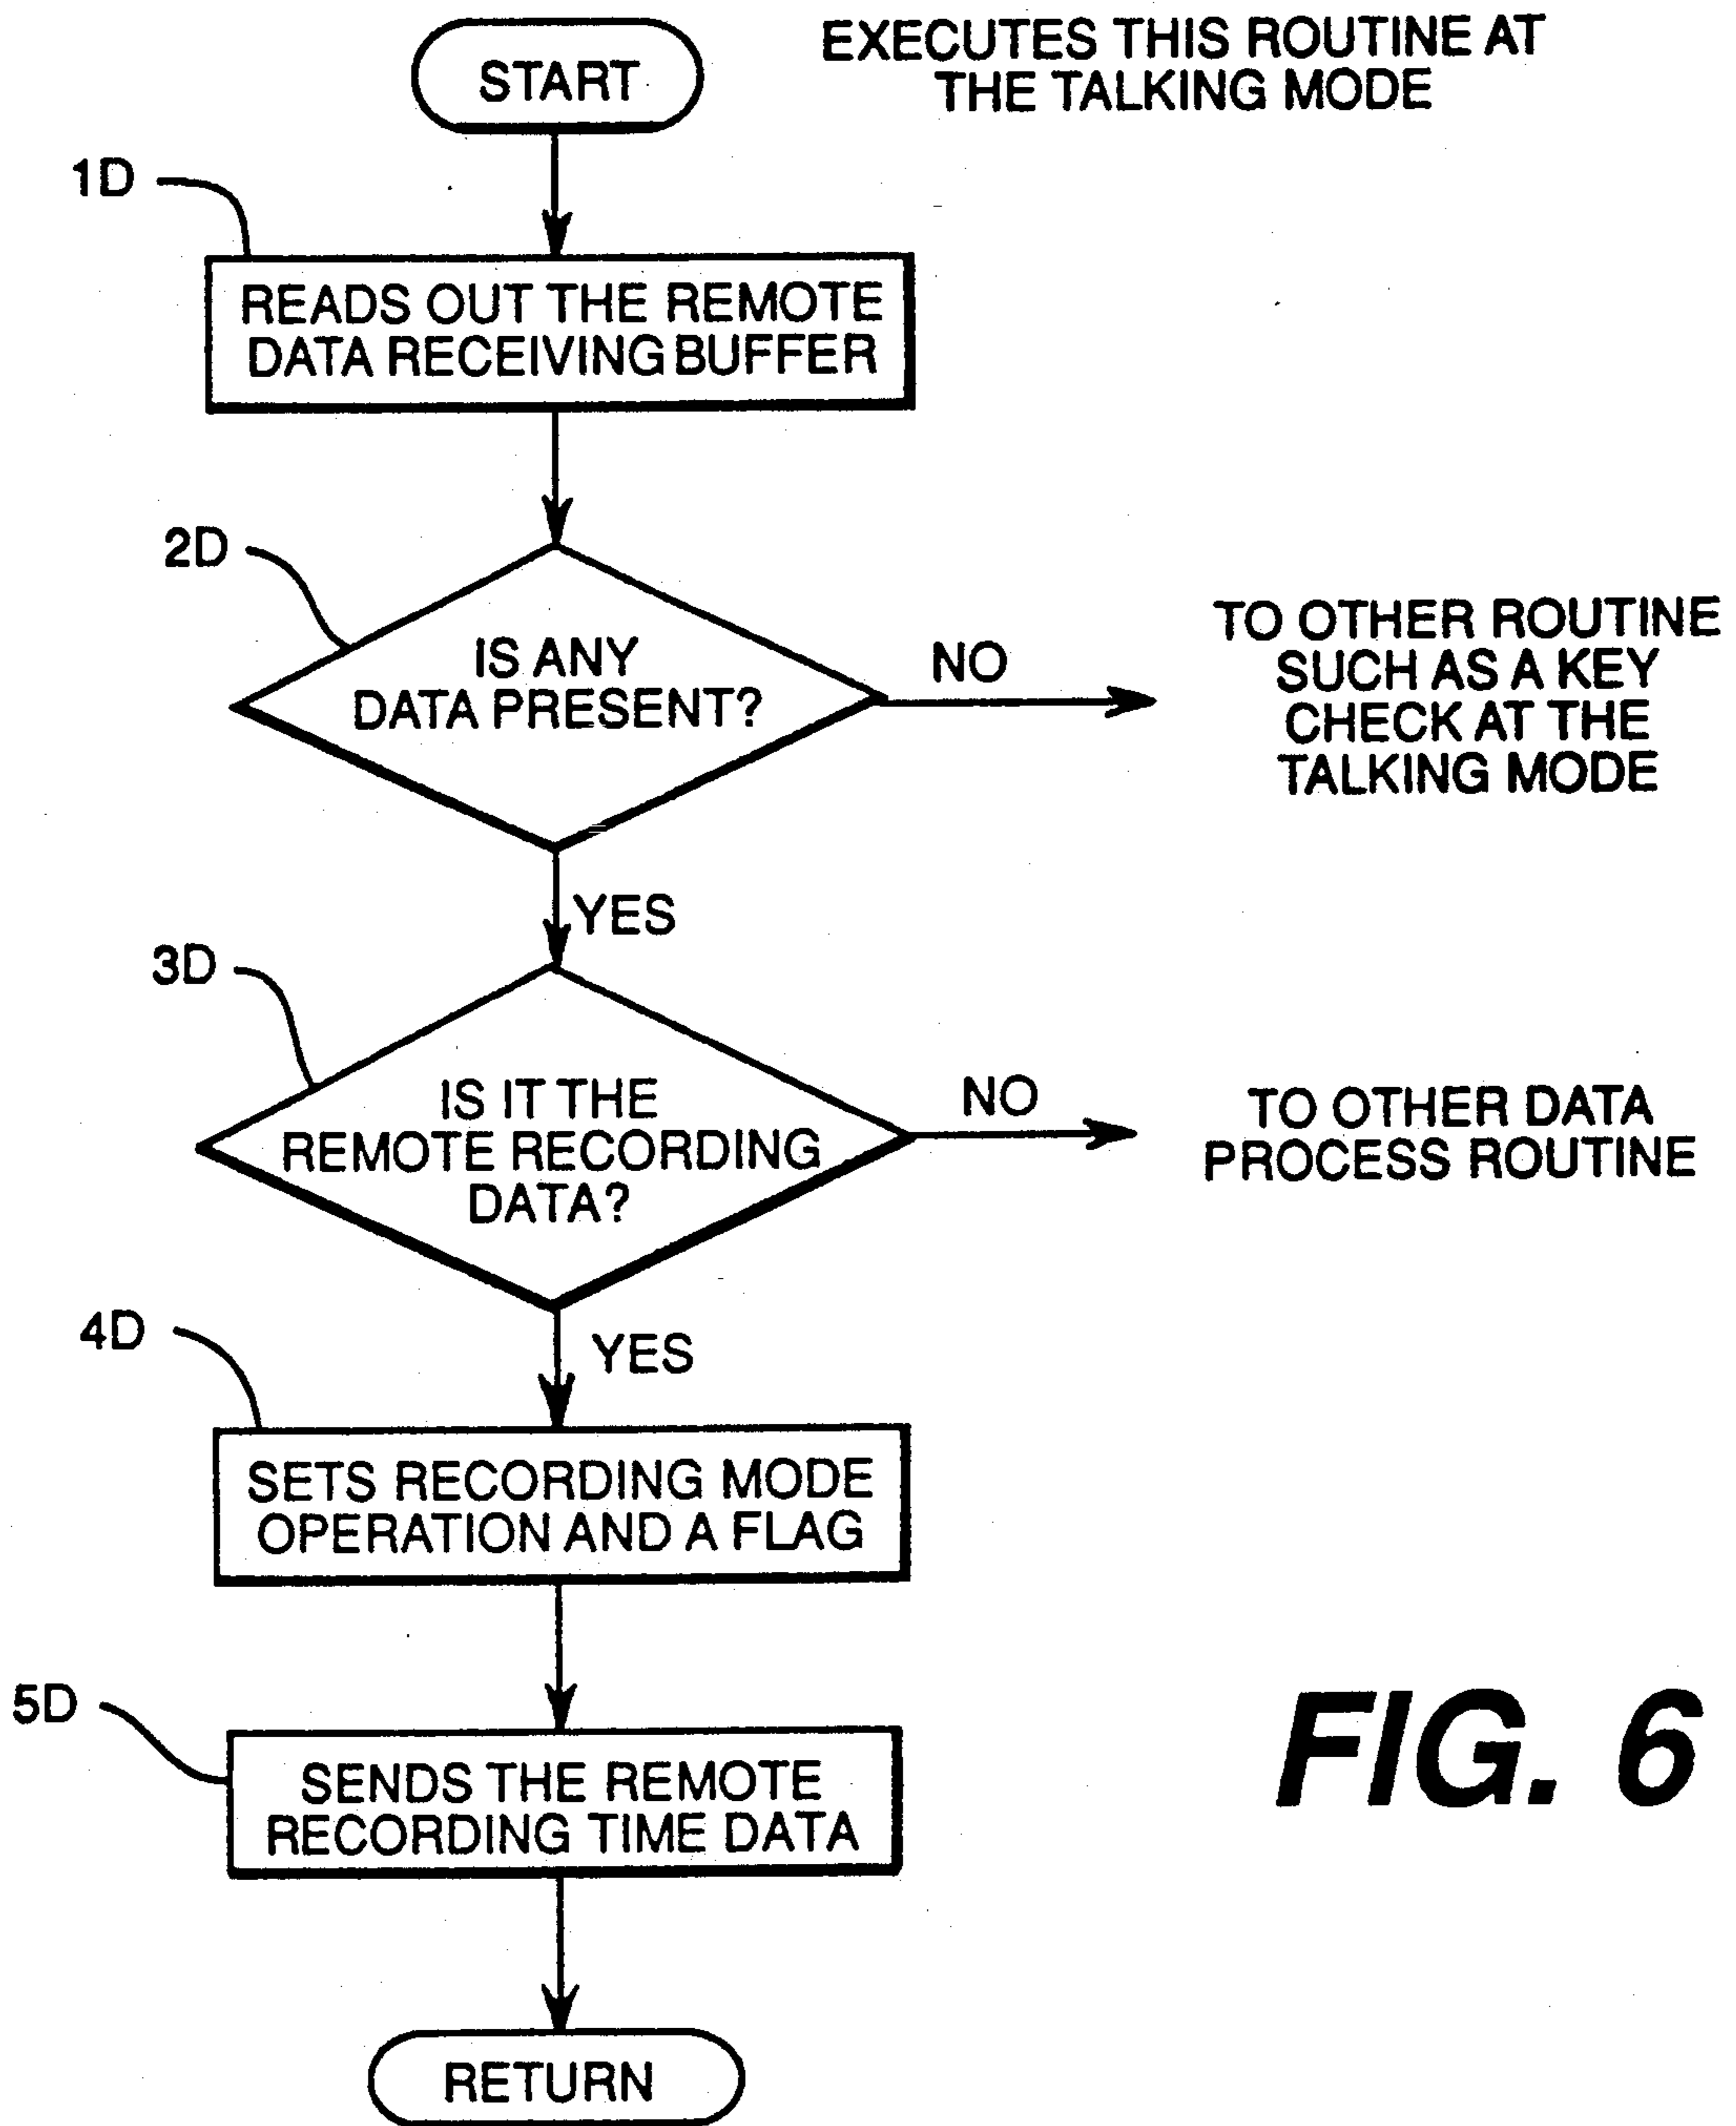 START
EXECUTES THIS ROUTINE AT
THE TALKING MODE
1D
READS OUT THE REMOTE
DATA RECEIVING BUFFER
2D
IS ANY
DATA PRESENT?
NO
TO OTHER ROUTINE
SUCH AS A KEY
CHECK AT THE
TALKING MODE
YES
3D
IS IT THE
REMOTE RECORDING
DATA?
NO
TO OTHER DATA
PROCESS ROUTINE
YES
4D
SETS RECORDING MODE
OPERATION AND A FLAG
5D
SENDS THE REMOTE
RECORDING TIME DATA
FIG. 6
RETURN